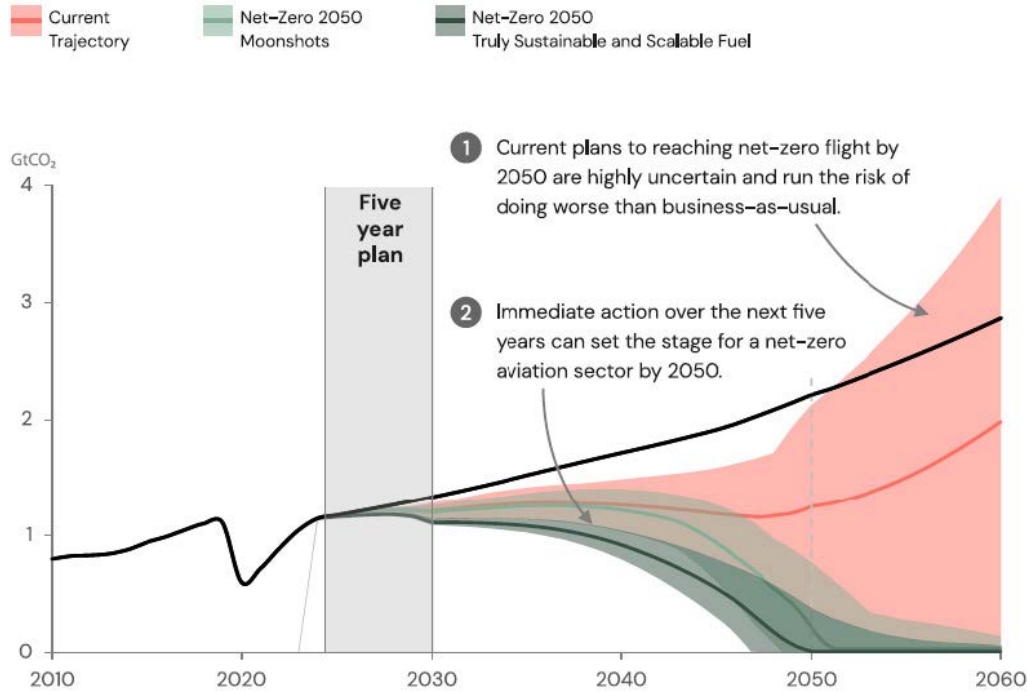 Current
Trajectory
Net–Zero 2050
Moonshots
Net–Zero 2050
Truly Sustainable and Scalable Fuel
GtCO₂
4
3
2
1
0
Five
year
plan
1 Current plans to reaching net–zero flight by
2050 are highly uncertain and run the risk of
doing worse than business–as–usual.
2 Immediate action over the next five
years can set the stage for a net–zero
aviation sector by 2050.
2010 2020 2030 2040 2050 2060